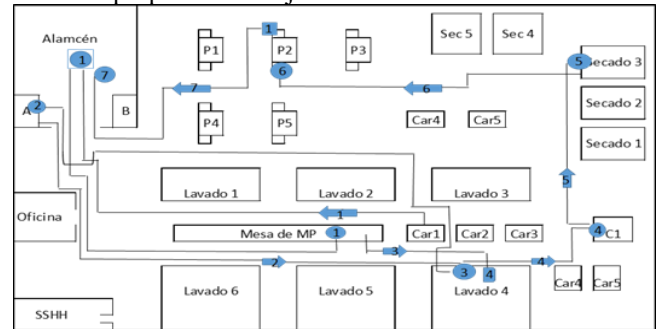 Alamcén
1
7
A
2
B
1
P1
P2
P3
6
7
6
P4
P5
Sec 5
Sec 4
5
Secado 3
Secado 2
Secado 1
Car4
Car5
5
Lavado 1
Lavado 2
Lavado 3
1
Oficina
Mesa de MP
1
Car1
Car2
Car3
4
C1
3
2
3
4
4
Lavado 6
Lavado 5
Lavado 4
Car4
Car5
SSHH